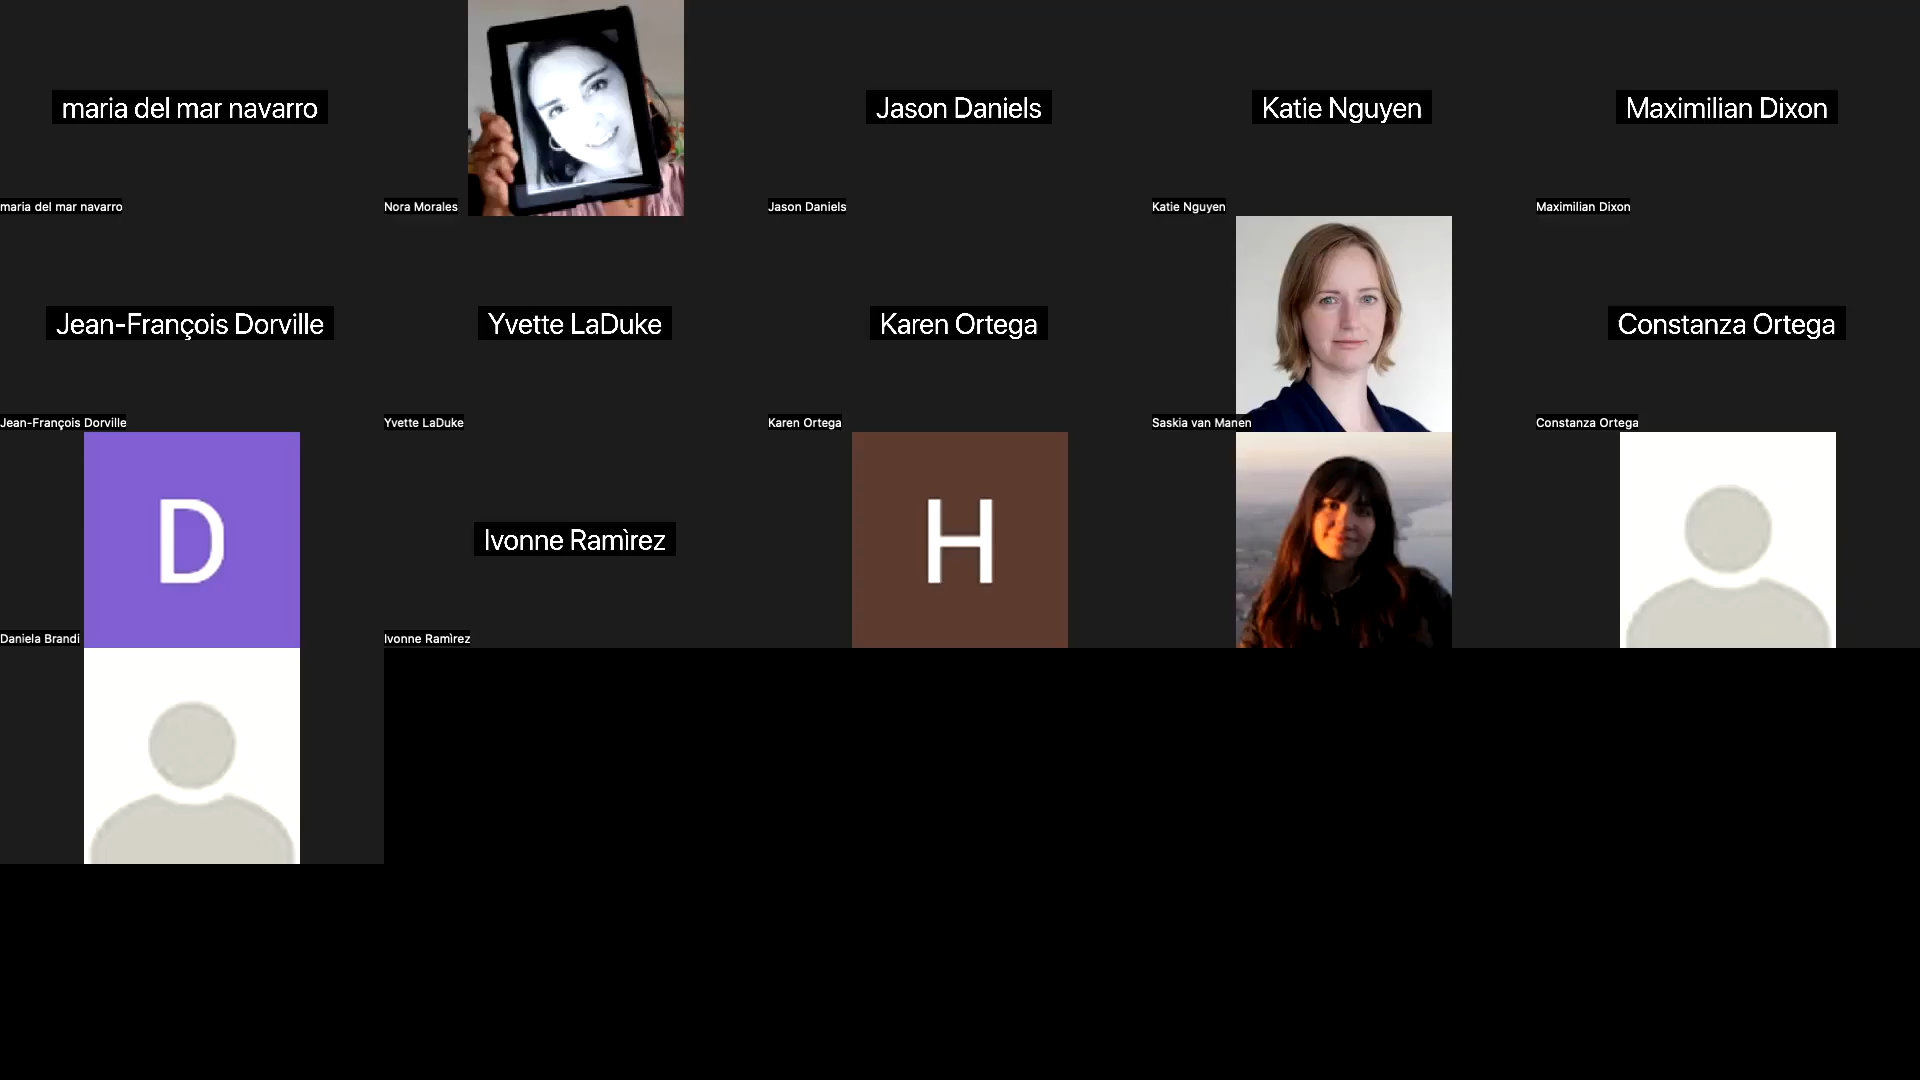 maria del mar navarro
Jason Daniels
Katie Nguyen
Maximilian Dixon
maria del mar navarro
Nora Morales
Jason Daniels
Katie Nguyen
Maximilian Dixon
Jean-François Dorville
Yvette LaDuke
Karen Ortega
Constanza Ortega
Jean-François Dorville
Yvette LaDuke
Karen Ortega
Saskia van Manen
Constanza Ortega
D
Ivonne Ramìrez
H
Daniela Brandi
Ivonne Ramìrez